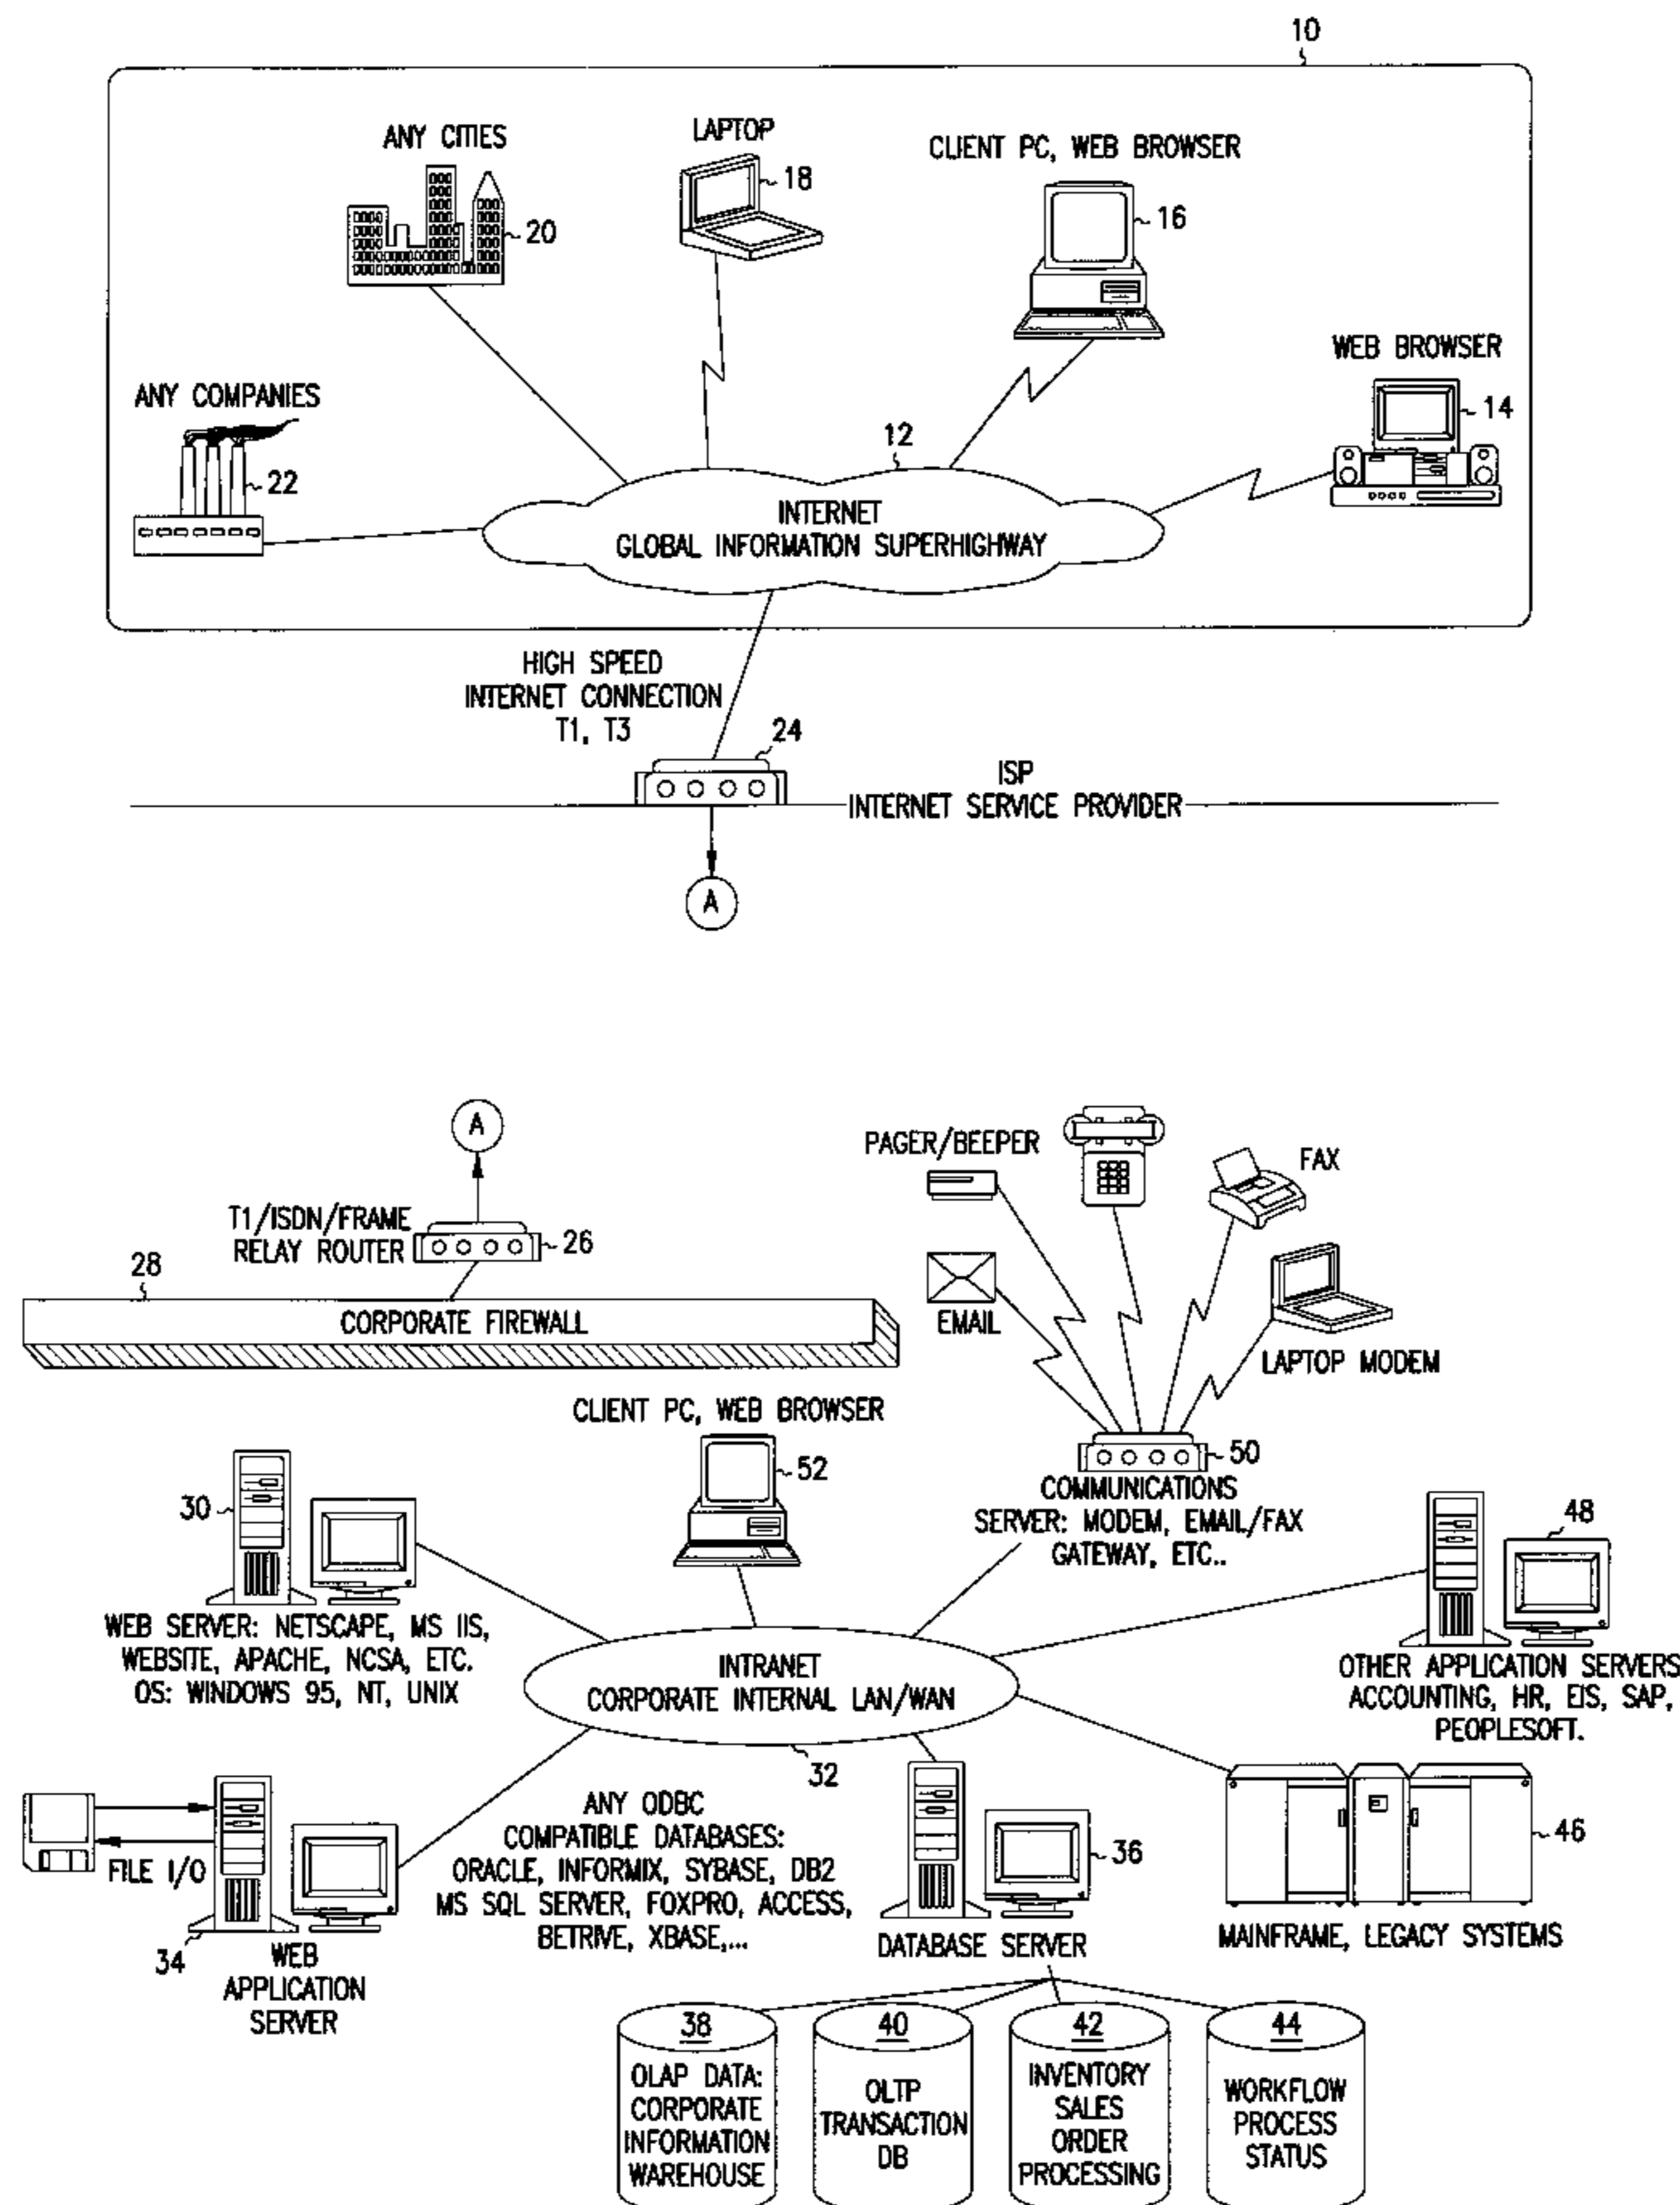 10
ANY CITIES
LAPTOP
CLIENT PC, WEB BROWSER
18
16
20
WEB BROWSER
ANY COMPANIES
14
12
22
INTERNET
GLOBAL INFORMATION SUPERHIGHWAY
HIGH SPEED
INTERNET CONNECTION
T1, T3
24
ISP
INTERNET SERVICE PROVIDER
A
A
PAGER/BEEPER
FAX
T1/ISDN/FRAME
RELAY ROUTER
26
28
CORPORATE FIREWALL
EMAIL
LAPTOP MODEM
CLIENT PC, WEB BROWSER
52
50
COMMUNICATIONS
SERVER: MODEM, EMAIL/FAX
GATEWAY, ETC..
30
48
WEB SERVER: NETSCAPE, MS IIS,
WEBSITE, APACHE, NCSA, ETC.
OS: WINDOWS 95, NT, UNIX
INTRANET
CORPORATE INTERNAL LAN/WAN
32
OTHER APPLICATION SERVERS
ACCOUNTING, HR, EIS, SAP,
PEOPLESOFT.
FILE I/O
34
WEB
APPLICATION
SERVER
ANY ODBC
COMPATIBLE DATABASES:
ORACLE, INFORMIX, SYBASE, DB2
MS SQL SERVER, FOXPRO, ACCESS,
BETRIVE, XBASE,...
36
DATABASE SERVER
46
MAINFRAME, LEGACY SYSTEMS
38
OLAP DATA:
CORPORATE
INFORMATION
WAREHOUSE
40
OLTP
TRANSACTION
DB
42
INVENTORY
SALES
ORDER
PROCESSING
44
WORKFLOW
PROCESS
STATUS